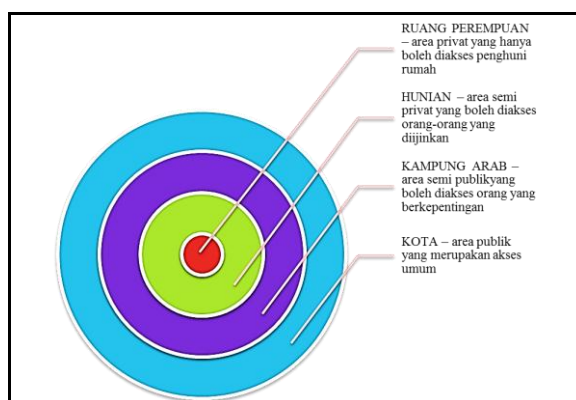 RUANG PEREMPUAN
– area privat yang hanya
boleh diakses penghuni
rumah
HUNIAN – area semi
privat yang boleh diakses
orang-orang yang
diijinkan
KAMPUNG ARAB –
area semi publikyang
boleh diakses orang yang
berkepentingan
KOTA – area publik
yang merupakan akses
umum